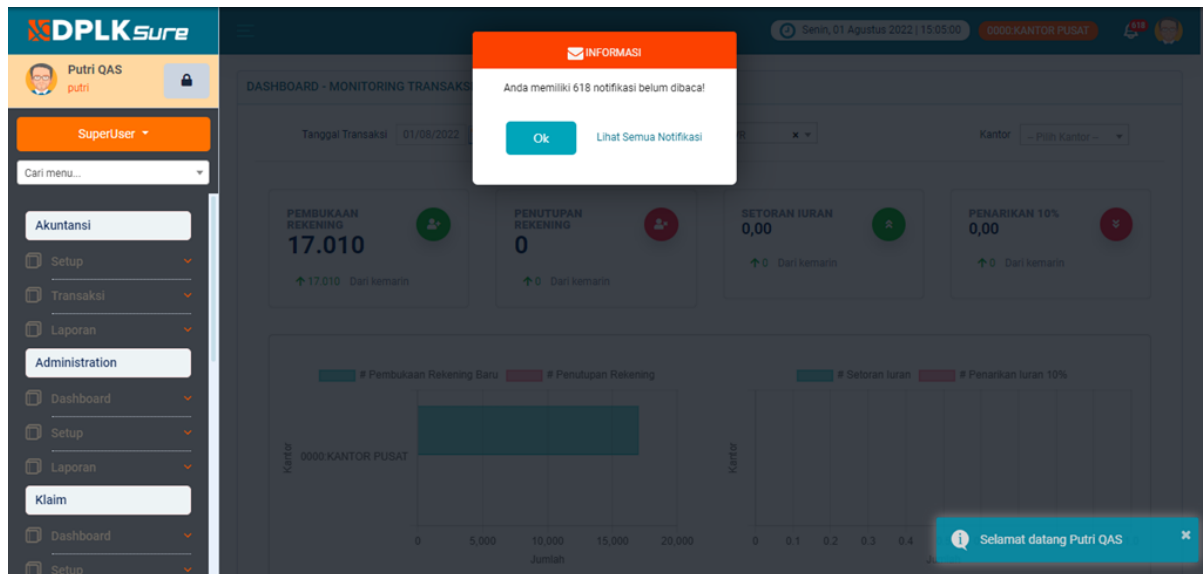 DPLKSure
Putri QAS
putri
SuperUser
Cari menu...
Akuntansi
Setup
Transaksi
Laporan
Administration
Dashboard
Setup
Laporan
Klaim
Dashboard
Setup
Senin, 01 Agustus 2022 | 15:05:00
0000:KANTOR PUSAT
618
INFORMASI
Anda memiliki 618 notifikasi belum dibaca!
Ok
Lihat Semua Notifikasi
DASHBOARD - MONITORING TRANSAKS
Tanggal Transaksi
01/08/2022
Kantor
-- Pilih Kantor --
PEMBUKAAN
REKENING
17.010
17.010 Dari kemarin
PENUTUPAN
REKENING
0
0 Dari kemarin
SETORAN IURAN
0,00
0 Dari kemarin
PENARIKAN 10%
0,00
0 Dari kemarin
# Pembukaan Rekening Baru
# Penutupan Rekening
Kantor
0000:KANTOR PUSAT
0 5,000 10,000 15,000 20,000
Jumlah
# Setoran Iuran
# Penarikan Iuran 10%
Kantor
0 0.1 0.2 0.3 0.4
Selamat datang Putri QAS